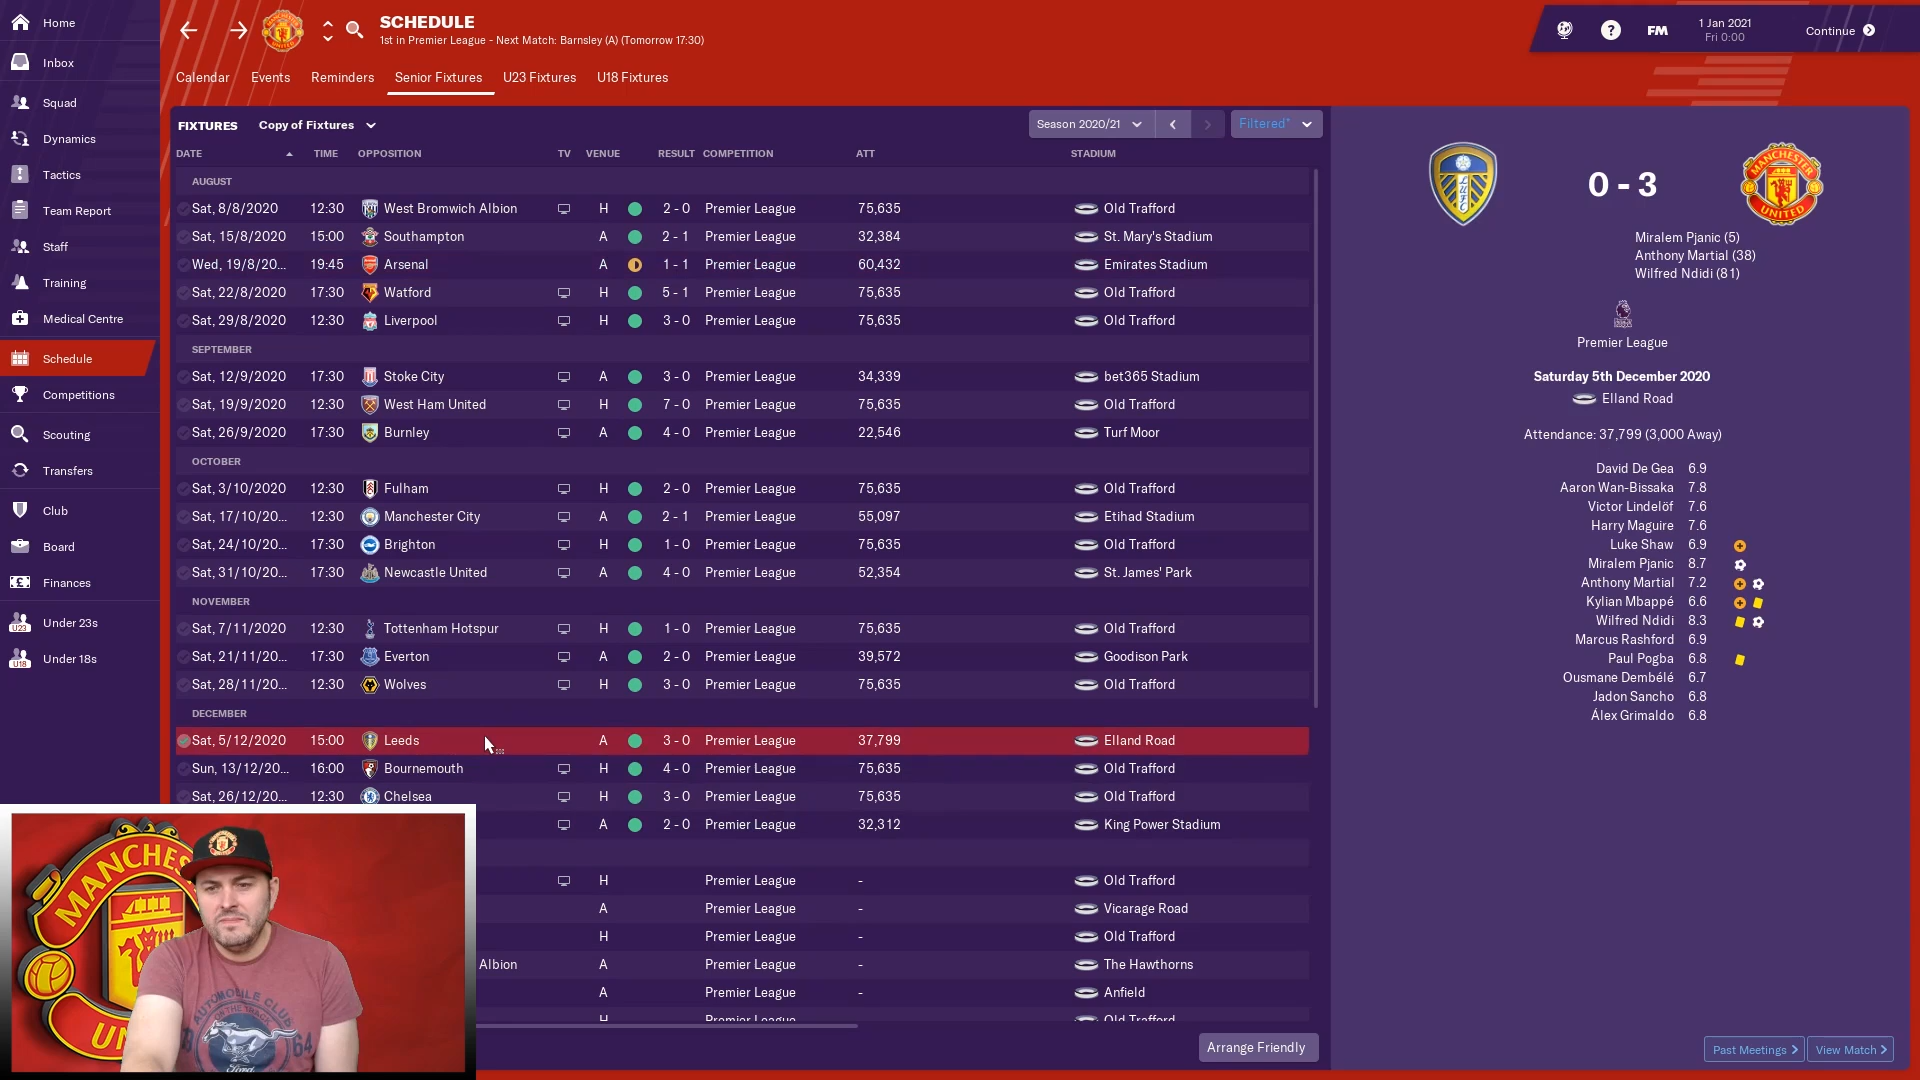 Home
Inbox
Squad
Dynamics
Tactics
Team Report
Staff
Training
Medical Centre
Schedule
Competitions
Scouting
Transfers
Club
Board
Finances
U23 Under 23s
U18 Under 18s
SCHEDULE
1st in Premier League - Next Match: Barnsley (A) (Tomorrow 17:30)
FM
1 Jan 2021
Fri 0:00
Continue
Calendar Events Reminders Senior Fixtures U23 Fixtures U18 Fixtures
FIXTURES Copy of Fixtures Season 2020/21 Filtered*
DATE TIME OPPOSITION TV VENUE RESULT COMPETITION ATT STADIUM
AUGUST
Sat, 8/8/2020 12:30 West Bromwich Albion H 2 - 0 Premier League 75,635 Old Trafford
Sat, 15/8/2020 15:00 Southampton A 2 - 1 Premier League 32,384 St. Mary's Stadium
Wed, 19/8/20... 19:45 Arsenal A 1 - 1 Premier League 60,432 Emirates Stadium
Sat, 22/8/2020 17:30 Watford H 5 - 1 Premier League 75,635 Old Trafford
Sat, 29/8/2020 12:30 Liverpool H 3 - 0 Premier League 75,635 Old Trafford
SEPTEMBER
Sat, 12/9/2020 17:30 Stoke City A 3 - 0 Premier League 34,339 bet365 Stadium
Sat, 19/9/2020 12:30 West Ham United H 7 - 0 Premier League 75,635 Old Trafford
Sat, 26/9/2020 17:30 Burnley A 4 - 0 Premier League 22,546 Turf Moor
OCTOBER
Sat, 3/10/2020 12:30 Fulham H 2 - 0 Premier League 75,635 Old Trafford
Sat, 17/10/20... 12:30 Manchester City A 2 - 1 Premier League 55,097 Etihad Stadium
Sat, 24/10/20... 17:30 Brighton H 1 - 0 Premier League 75,635 Old Trafford
Sat, 31/10/20... 17:30 Newcastle United A 4 - 0 Premier League 52,354 St. James' Park
NOVEMBER
Sat, 7/11/2020 12:30 Tottenham Hotspur H 1 - 0 Premier League 75,635 Old Trafford
Sat, 21/11/20... 17:30 Everton A 2 - 0 Premier League 39,572 Goodison Park
Sat, 28/11/20... 12:30 Wolves H 3 - 0 Premier League 75,635 Old Trafford
DECEMBER
Sat, 5/12/2020 15:00 Leeds A 3 - 0 Premier League 37,799 Elland Road
Sun, 13/12/20... 16:00 Bournemouth H 4 - 0 Premier League 75,635 Old Trafford
Sat, 26/12/20... 12:30 Chelsea H 3 - 0 Premier League 75,635 Old Trafford
A 2 - 0 Premier League 32,312 King Power Stadium
H Premier League - Old Trafford
A Premier League - Vicarage Road
H Premier League - Old Trafford
Albion A Premier League - The Hawthorns
A Premier League - Anfield
H Premier League Old Trafford
Arrange Friendly
LUFC
0 - 3
MANCHESTER UNITED
Miralem Pjanic (5)
Anthony Martial (38)
Wilfred Ndidi (81)
Premier League
Saturday 5th December 2020
Elland Road
Attendance: 37,799 (3,000 Away)
David De Gea 6.9
Aaron Wan-Bissaka 7.8
Victor Lindelöf 7.6
Harry Maguire 7.6
Luke Shaw 6.9
Miralem Pjanic 8.7
Anthony Martial 7.2
Kylian Mbappé 6.6
Wilfred Ndidi 8.3
Marcus Rashford 6.9
Paul Pogba 6.8
Ousmane Dembélé 6.7
Jadon Sancho 6.8
Álex Grimaldo 6.8
Past Meetings
View Match
MANCHES
UN
AUTOMOBILE CLUB
ON THE TRACK
64
Ford